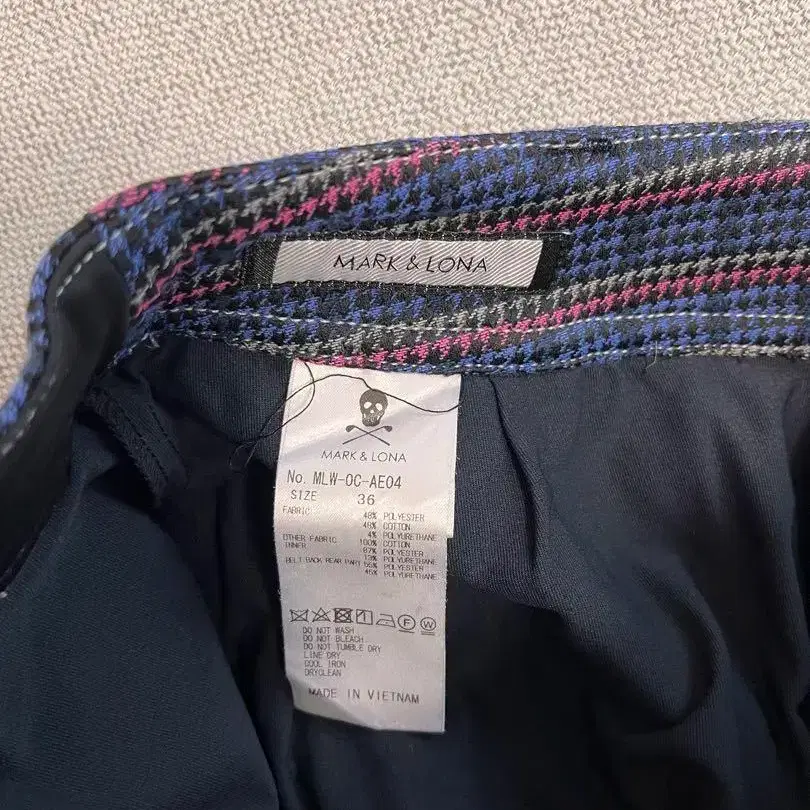 MARK & LONA
MARK & LONA
No. MLW-OC-AE04
SIZE 36
FABRIC 48% POLYESTER
48% COTTON
4% POLYURETHANE
OTHER FABRIC 100% COTTON
INNER 87% POLYESTER
13% POLYURETHANE
BELT BACK REAR PART 55% POLYESTER
45% POLYURETHANE
F W
DO NOT WASH
DO NOT BLEACH
DO NOT TUMBLE DRY
LINE DRY
COOL IRON
DRYCLEAN
MADE IN VIETNAM